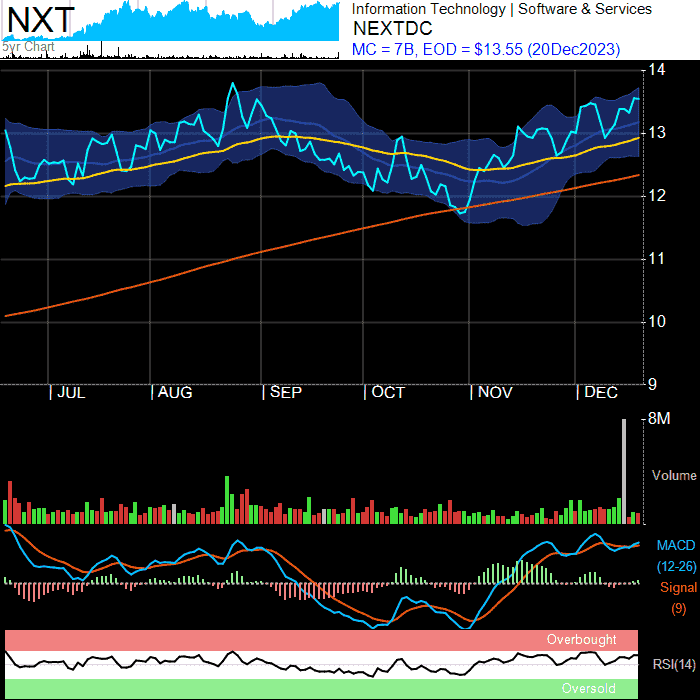 NXT
5yr Chart
Information Technology | Software & Services
NEXTDC
MC = 7B, EOD = $13.55 (20Dec2023)
14
13
12
11
10
9
| JUL | AUG | SEP | OCT | NOV | DEC
8M
Volume
MACD
(12-26)
Signal
(9)
Overbought
RSI(14)
Oversold